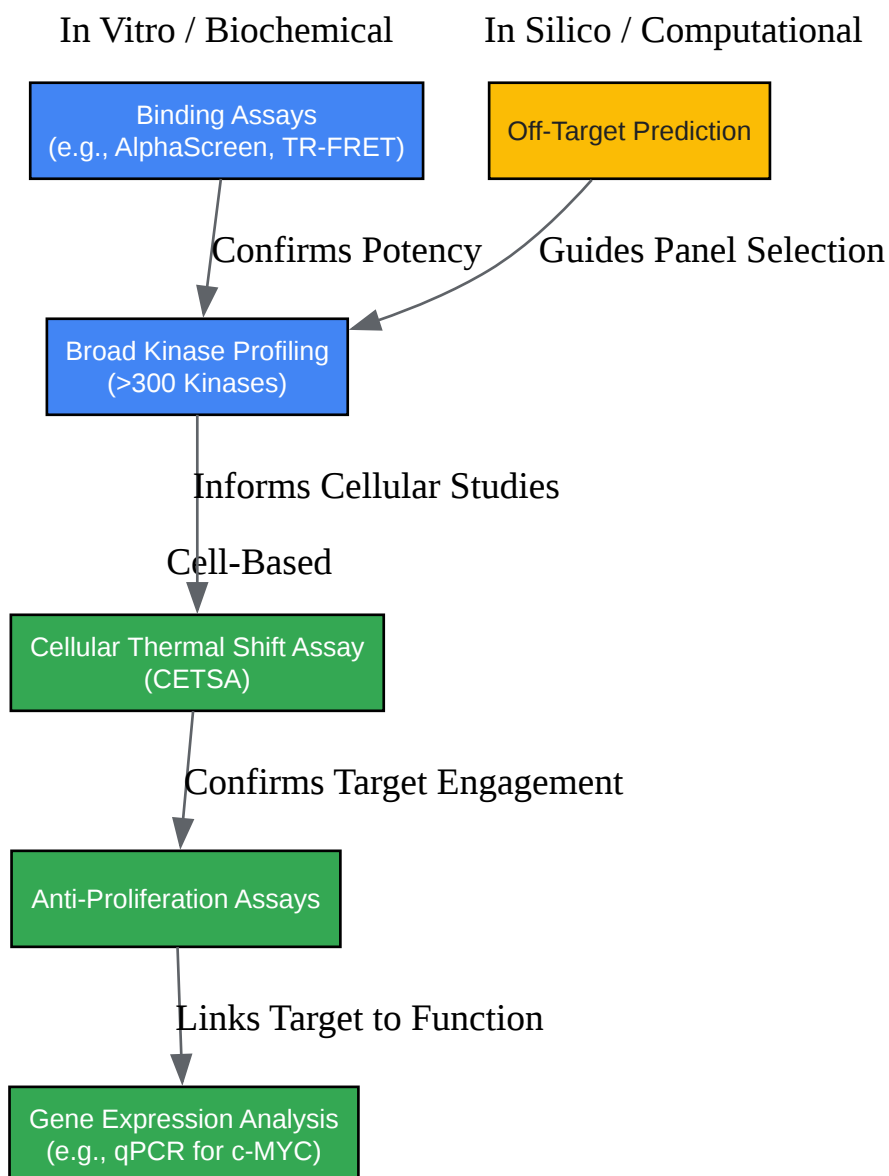 In Vitro / Biochemical
In Silico / Computational
Binding Assays
(e.g., AlphaScreen, TR-FRET)
Off-Target Prediction
Confirms Potency
Guides Panel Selection
Broad Kinase Profiling
(>300 Kinases)
Informs Cellular Studies
Cell-Based
Cellular Thermal Shift Assay
(CETSA)
Confirms Target Engagement
Anti-Proliferation Assays
Links Target to Function
Gene Expression Analysis
(e.g., qPCR for c-MYC)